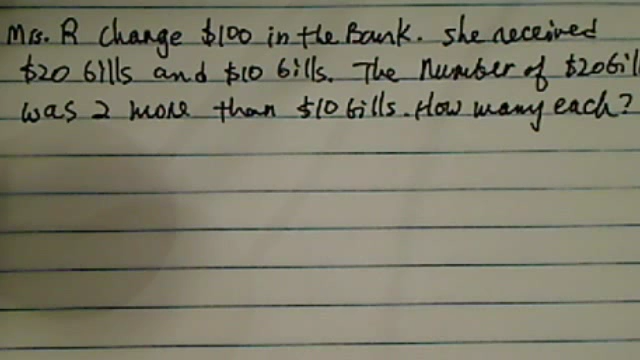 Mrs. R change $100 in the Bank. She received
$20 bills and $10 bills. The Number of $20 bill
was 2 more than $10 bills. How many each?